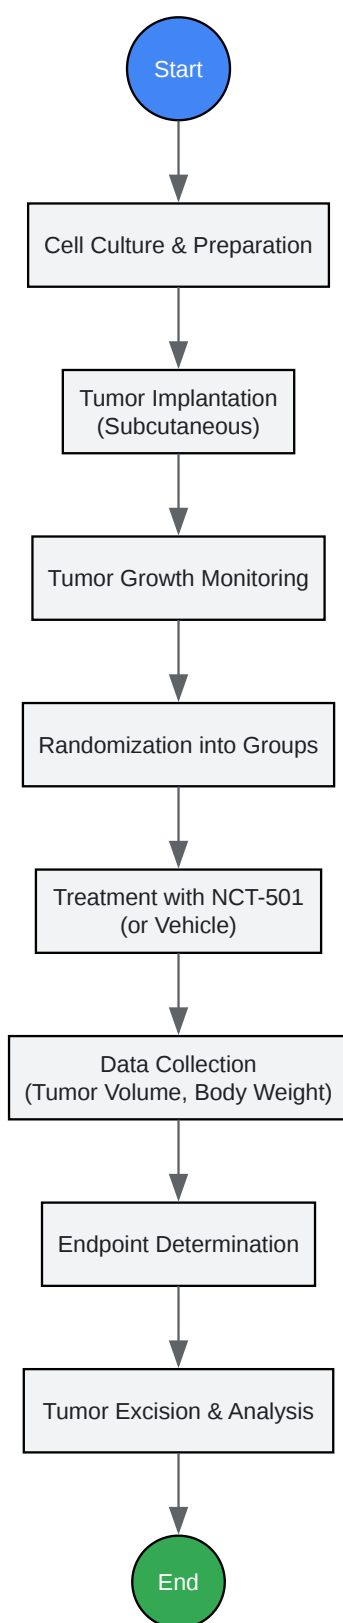 Start
Cell Culture & Preparation
Tumor Implantation
(Subcutaneous)
Tumor Growth Monitoring
Randomization into Groups
Treatment with NCT-501
(or Vehicle)
Data Collection
(Tumor Volume, Body Weight)
Endpoint Determination
Tumor Excision & Analysis
End